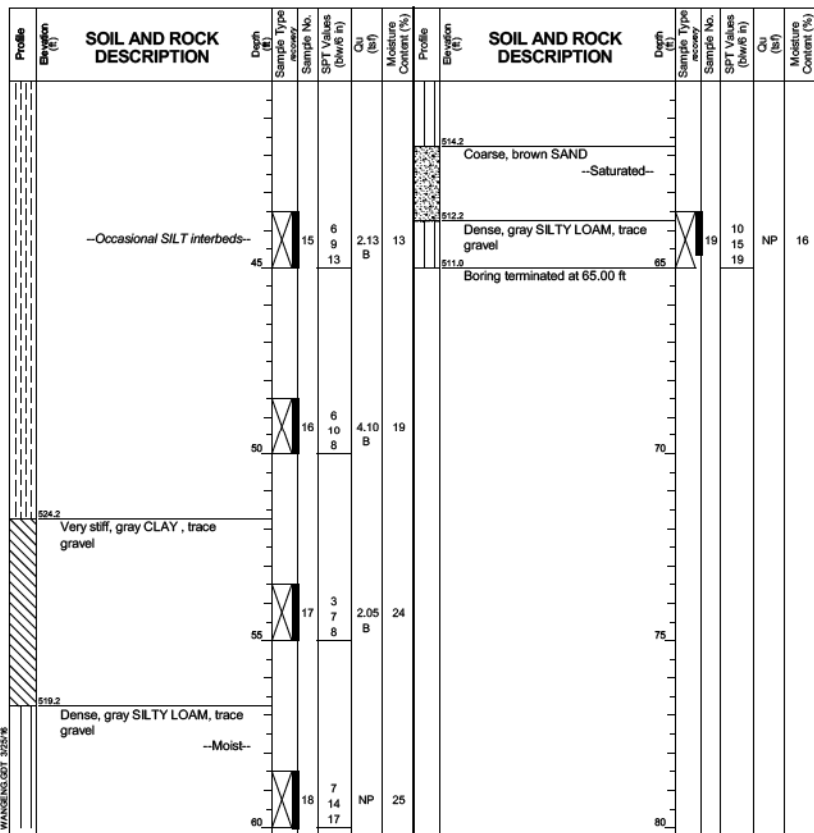 Profile
Elevation
(ft)
SOIL AND ROCK
DESCRIPTION
Depth
(ft)
Sample Type
recovery
Sample No.
SPT Values
(blw/6 in)
Qu
(tsf)
Moisture
Content (%)
--Occasional SILT interbeds--
45
15
6
9
13
2.13
B
13
50
16
6
10
8
4.10
B
19
524.2
Very stiff, gray CLAY , trace
gravel
55
17
3
7
8
2.05
B
24
519.2
Dense, gray SILTY LOAM, trace
gravel
--Moist--
60
18
7
14
17
NP
25
WANGENG.GDT 3/25/16
Profile
Elevation
(ft)
SOIL AND ROCK
DESCRIPTION
Depth
(ft)
Sample Type
recovery
Sample No.
SPT Values
(blw/6 in)
Qu
(tsf)
Moisture
Content (%)
514.2
Coarse, brown SAND
--Saturated--
512.2
Dense, gray SILTY LOAM, trace
gravel
65
19
10
15
19
NP
16
511.0
Boring terminated at 65.00 ft
70
75
80